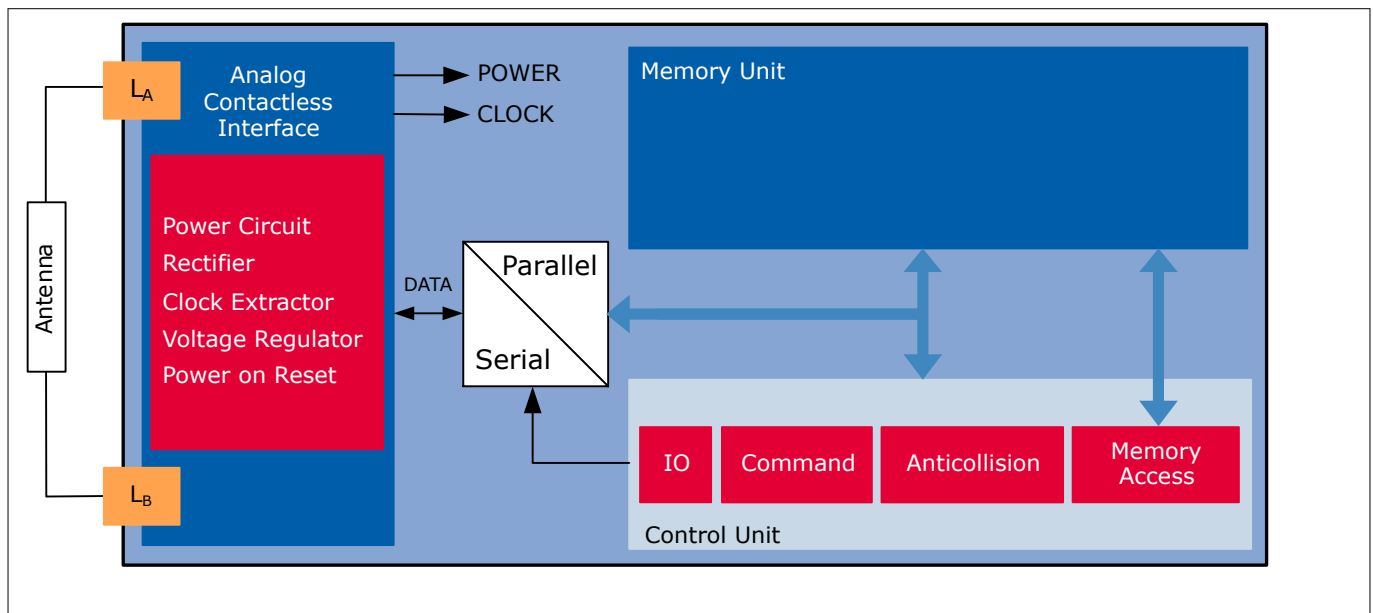 Antenna
LA
LB
Analog
Contactless
Interface
Power Circuit
Rectifier
Clock Extractor
Voltage Regulator
Power on Reset
POWER
CLOCK
DATA
Parallel
Serial
Memory Unit
IO
Command
Anticollision
Memory
Access
Control Unit